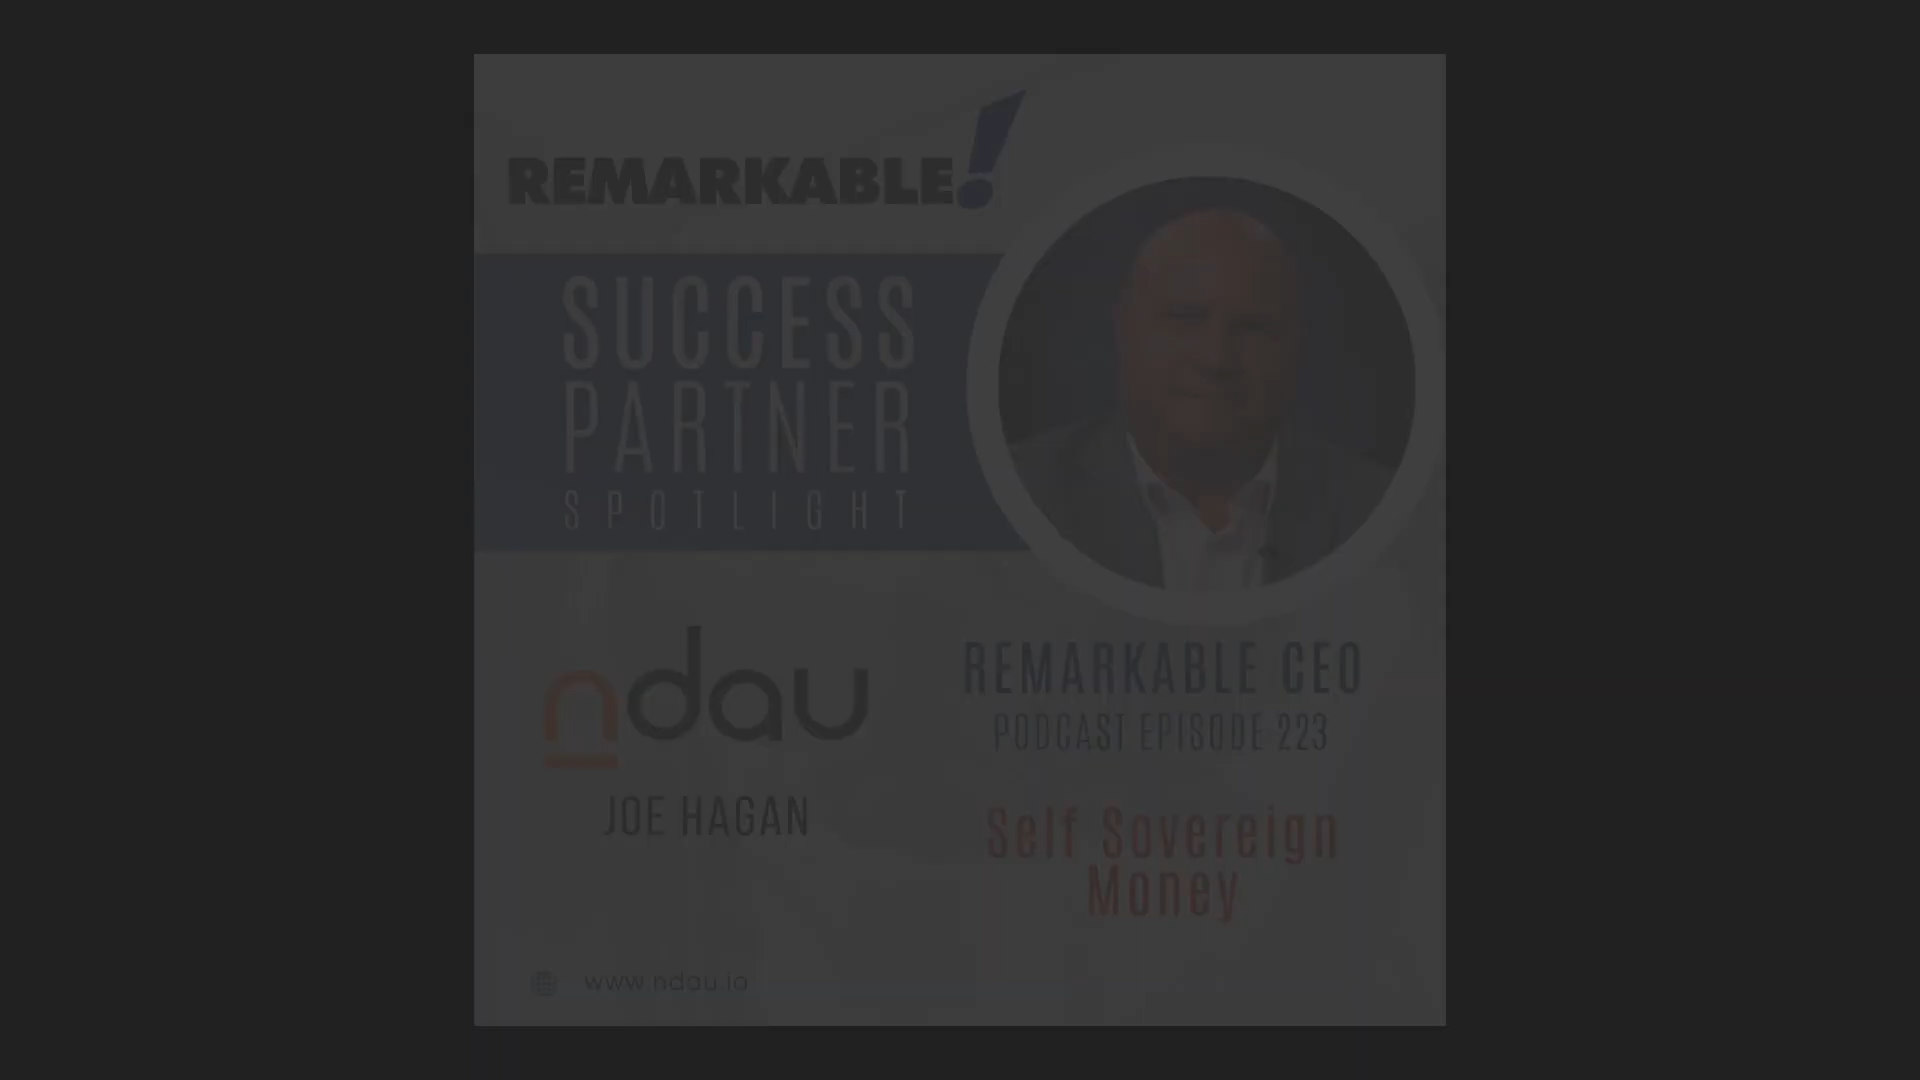 REMARKABLE!
SUCCESS
PARTNER
SPOTLIGHT
ndau
JOE HAGAN
REMARKABLE CEO
PODCAST EPISODE 223
Self Sovereign
Money
www.ndau.io